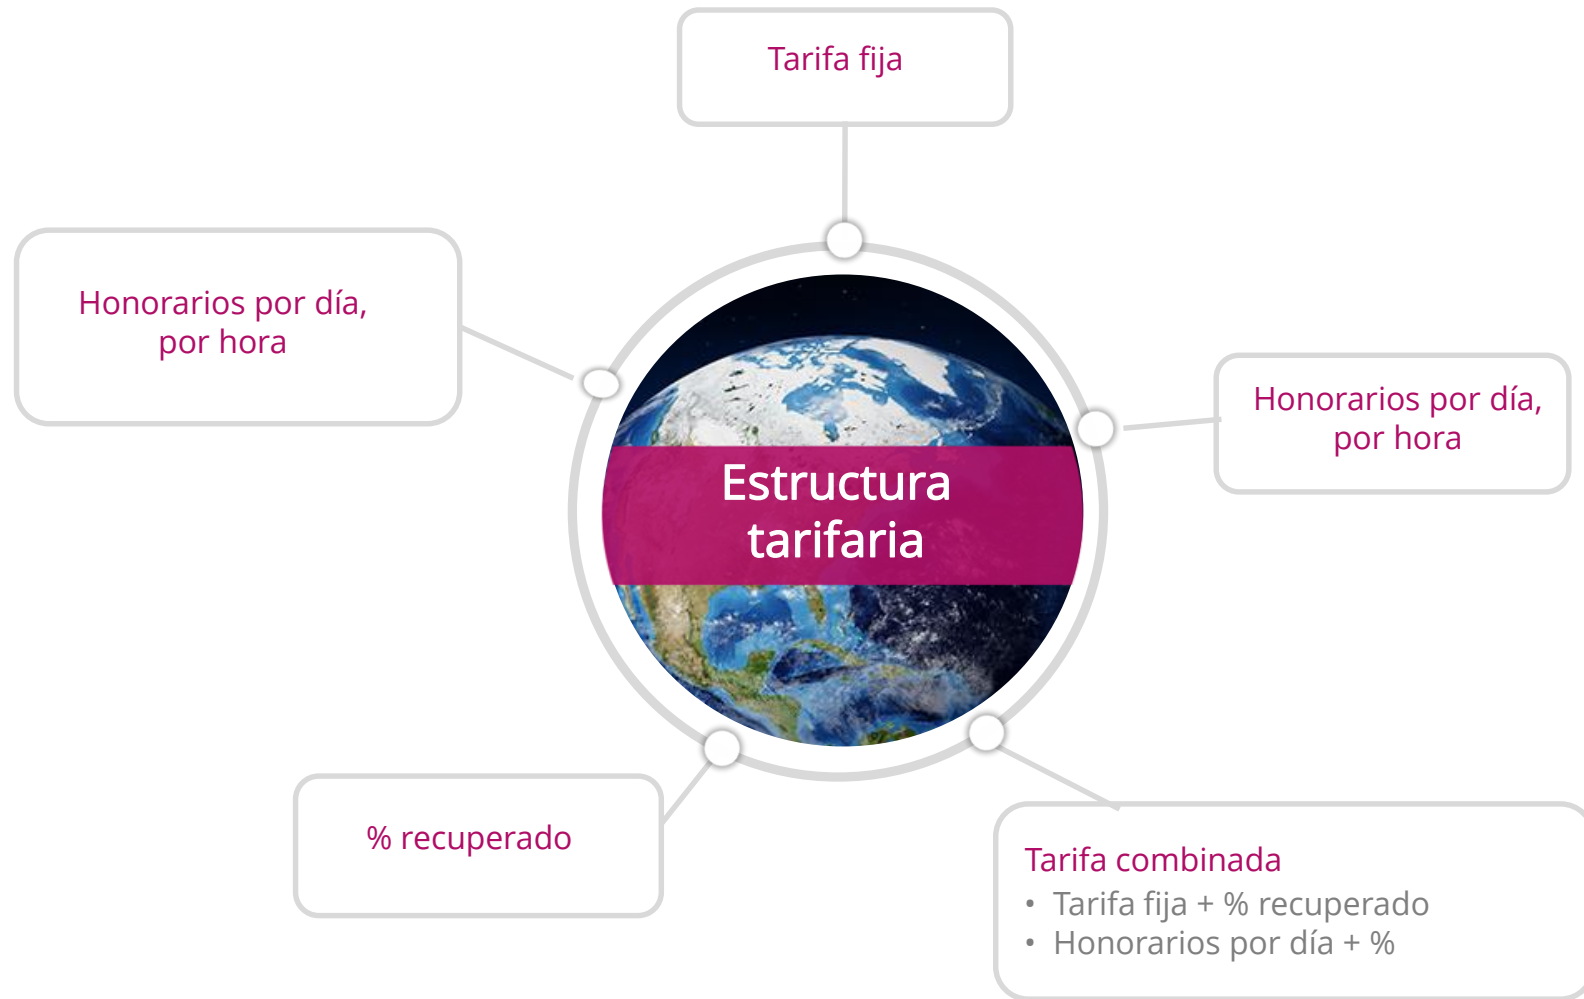 Tarifa fija
Honorarios por día,
por hora
Honorarios por día,
por hora
Estructura
tarifaria
% recuperado
Tarifa combinada
• Tarifa fija + % recuperado
• Honorarios por día + %